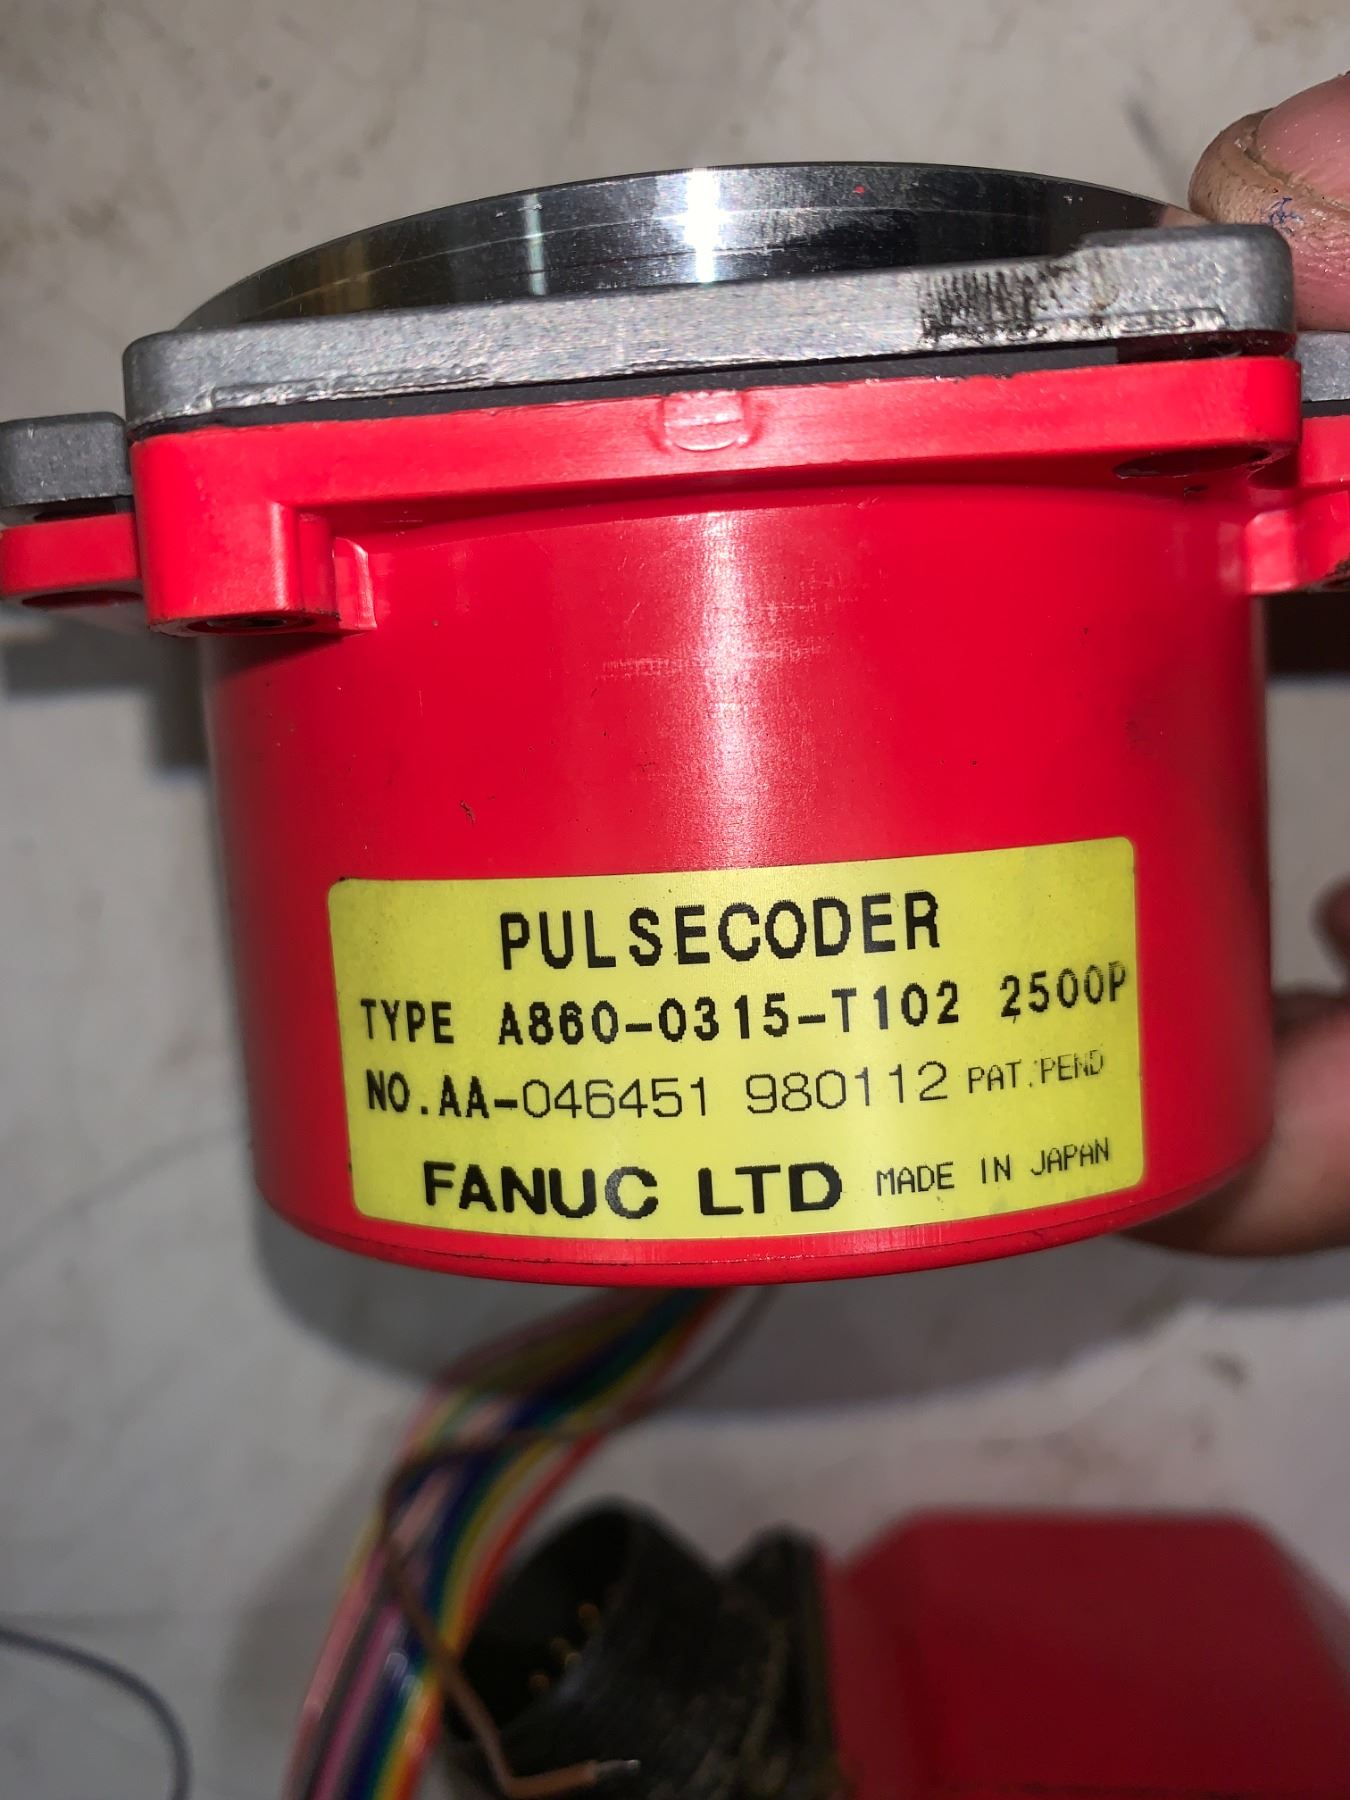 PULSECODER
TYPE A860-0315-T102 2500P
NO.AA-046451 980112 PAT.PEND
FANUC LTD MADE IN JAPAN